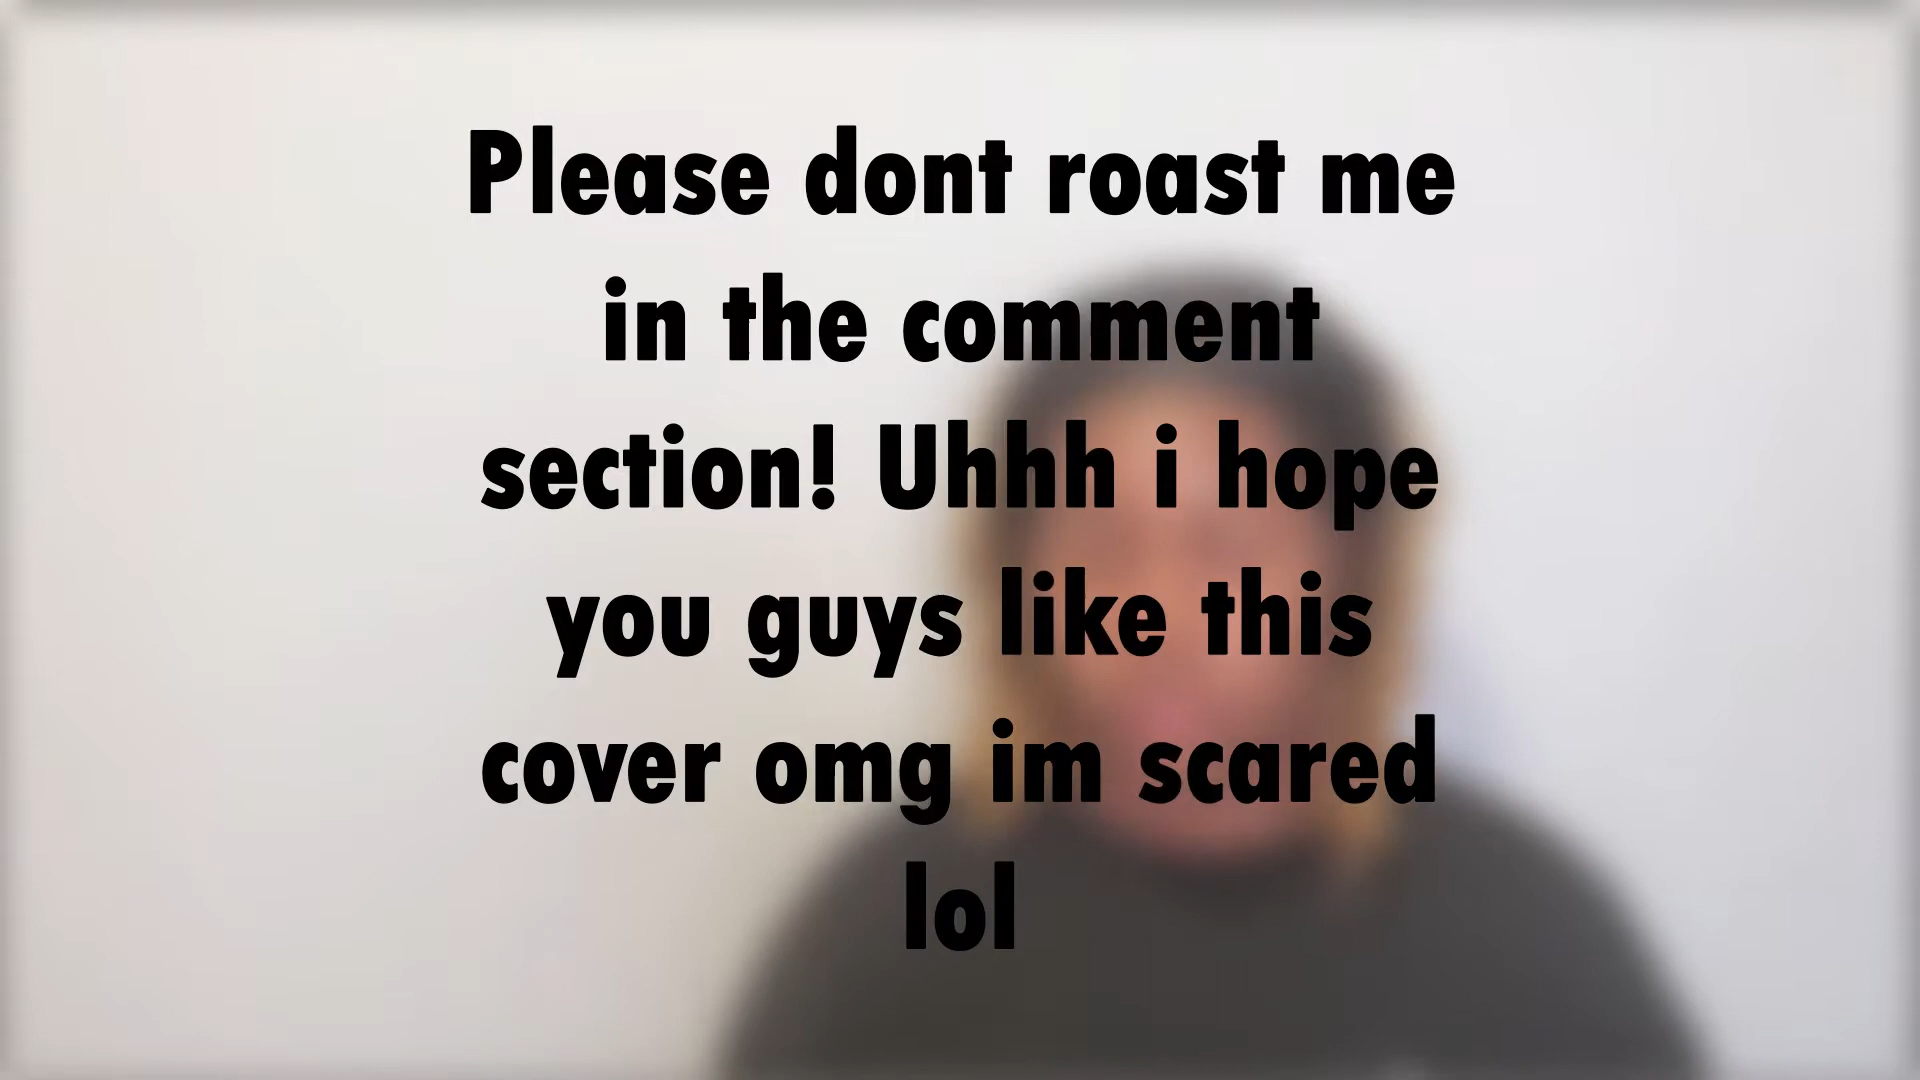 Please dont roast me
in the comment
section! Uhhh i hope
you guys like this
cover omg im scared
lol